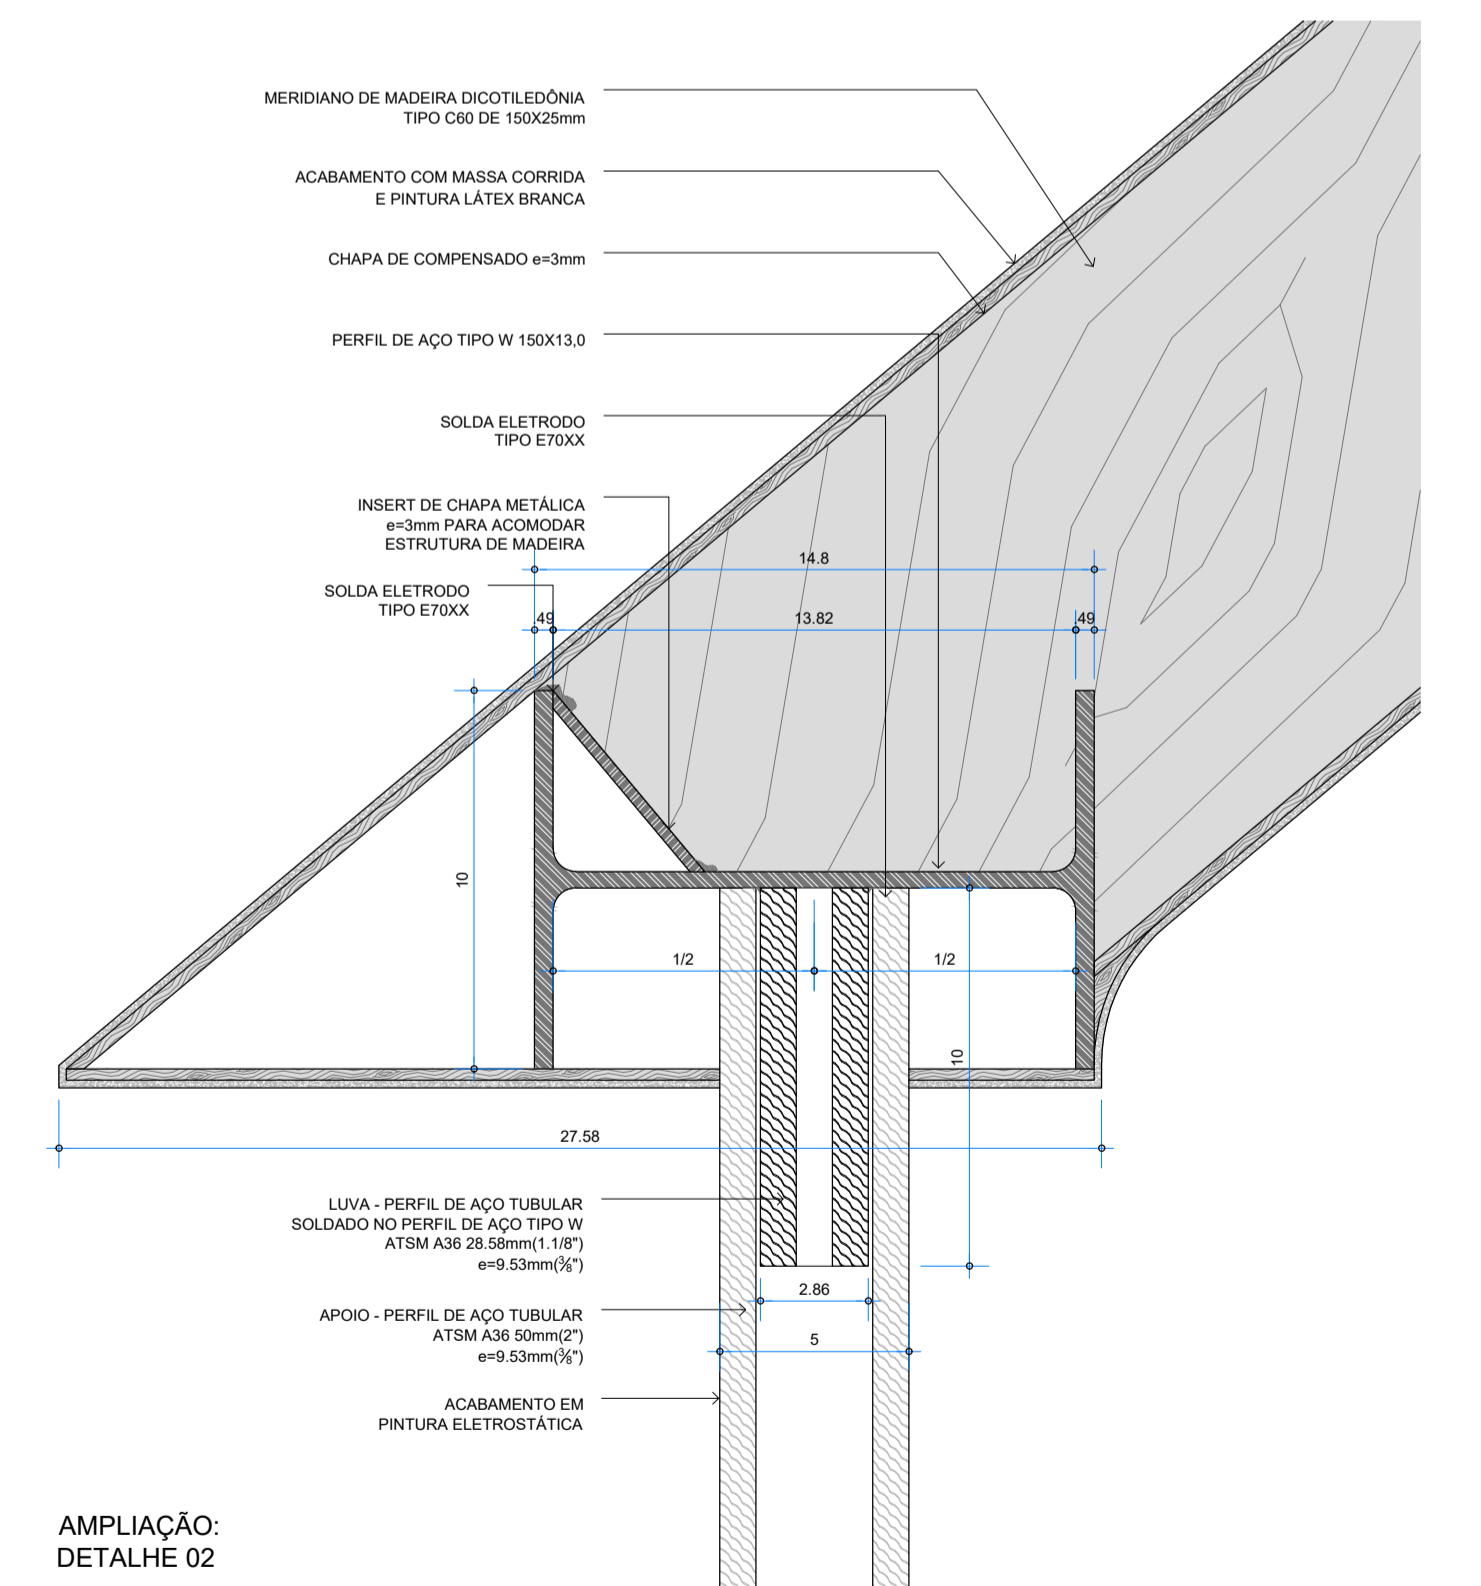 MERIDIANO DE MADEIRA DICOTILEDÔNIA
TIPO C60 DE 150X25mm
ACABAMENTO COM MASSA CORRIDA
E PINTURA LÁTEX BRANCA
CHAPA DE COMPENSADO e=3mm
PERFIL DE AÇO TIPO W 150X13,0
SOLDA ELETRODO
TIPO E70XX
INSERT DE CHAPA METÁLICA
e=3mm PARA ACOMODAR
ESTRUTURA DE MADEIRA
14.8
SOLDA ELETRODO
TIPO E70XX
.49
13.82
.49
10
1/2
1/2
10
27.58
LUVA - PERFIL DE AÇO TUBULAR
SOLDADO NO PERFIL DE AÇO TIPO W
ATSM A36 28.58mm(1.1/8")
e=9.53mm(⅜")
2.86
APOIO - PERFIL DE AÇO TUBULAR
ATSM A36 50mm(2")
e=9.53mm(⅜")
5
ACABAMENTO EM
PINTURA ELETROSTÁTICA
AMPLIAÇÃO:
DETALHE 02